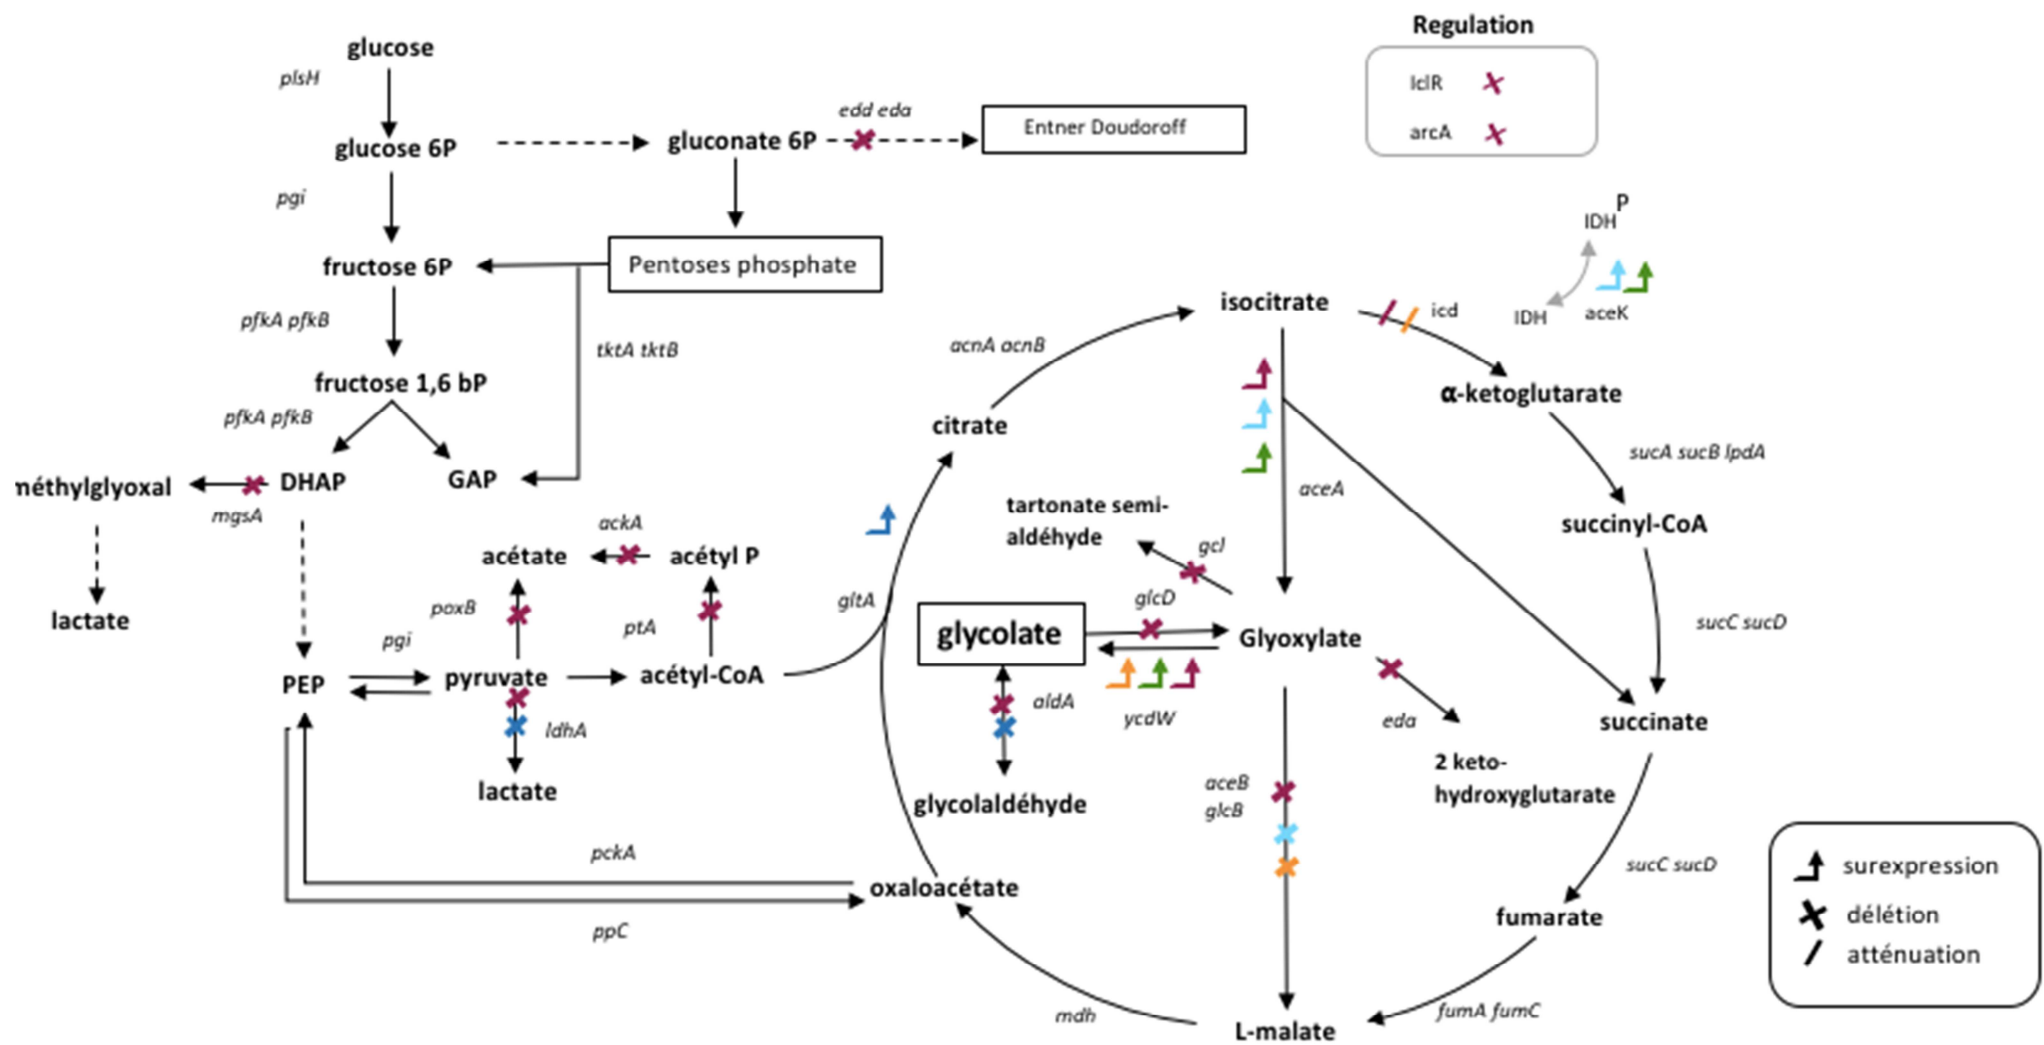 Regulation
IclR
arcA
glucose
plsH
glucose 6P
gluconate 6P
edd eda
Entner Doudoroff
pgi
fructose 6P
Pentoses phosphate
pfkA pfkB
tktA tktB
fructose 1,6 bP
pfkA pfkB
néthylglyoxal
DHAP
GAP
mgsA
lactate
ackA
acétate
acétyl P
poxB
ptA
pgi
PEP
pyruvate
acétyl-CoA
ldhA
lactate
pckA
ppC
gltA
citrate
acnA acnB
isocitrate
icd
P
IDH
IDH
aceK
α-ketoglutarate
sucA sucB lpdA
succinyl-CoA
sucC sucD
succinate
aceA
tartonate semi-
aldéhyde
gcl
glcD
glycolate
Glyoxylate
aldA
ycdW
eda
2 keto-
hydroxyglutarate
glycolaldéhyde
aceB
glcB
oxaloacétate
sucC sucD
fumarate
fumA fumC
L-malate
mdh
surexpression
délétion
atténuation